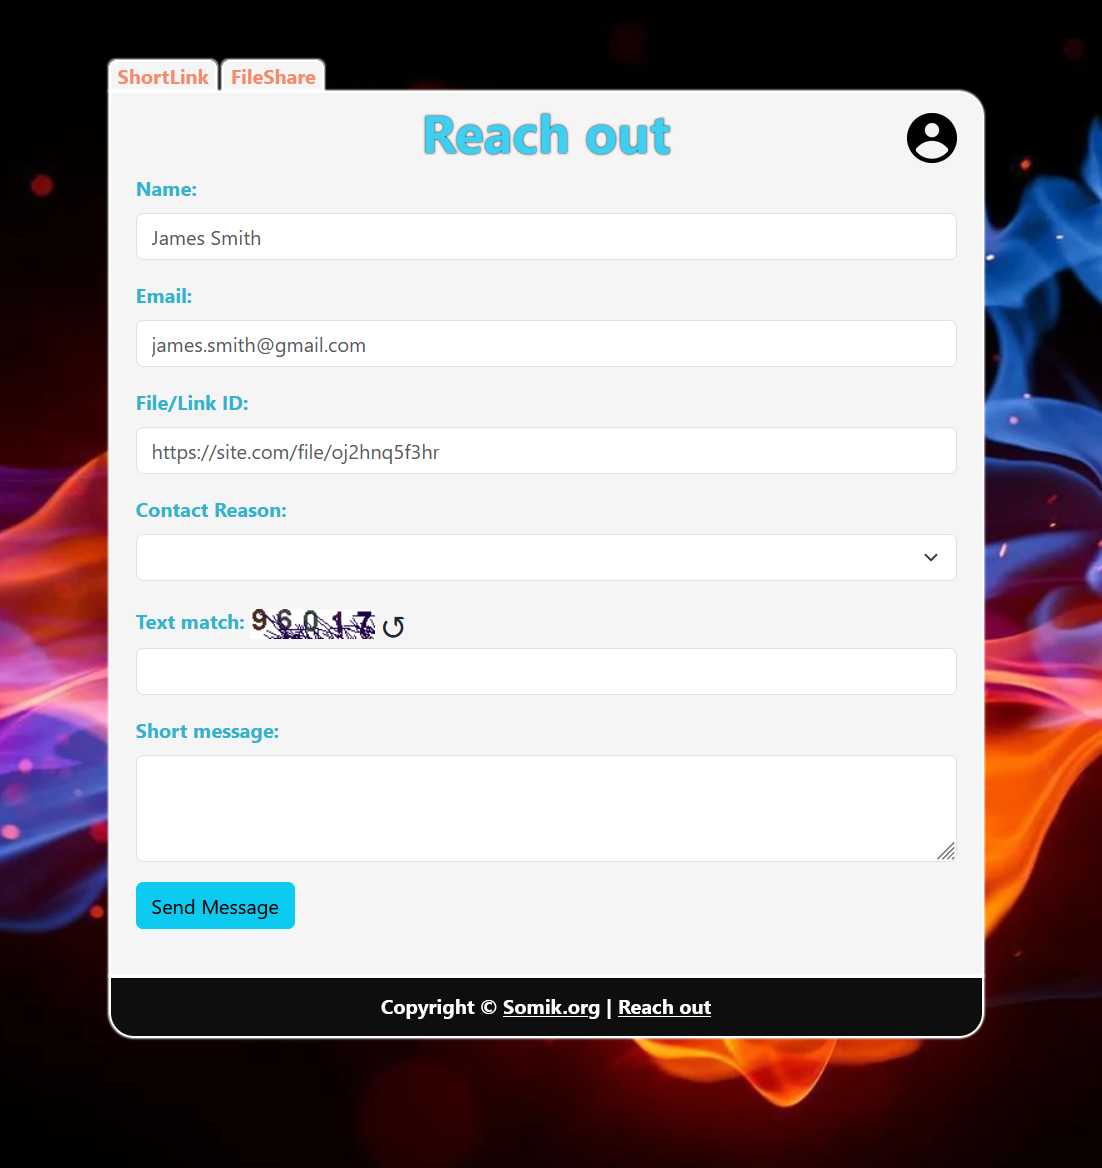 ShortLink FileShare
Reach out
Name:
James Smith
Email:
james.smith@gmail.com
File/Link ID:
https://site.com/file/oj2hnq5f3hr
Contact Reason:
Text match: 96017
Short message:
Send Message
Copyright © Somik.org | Reach out